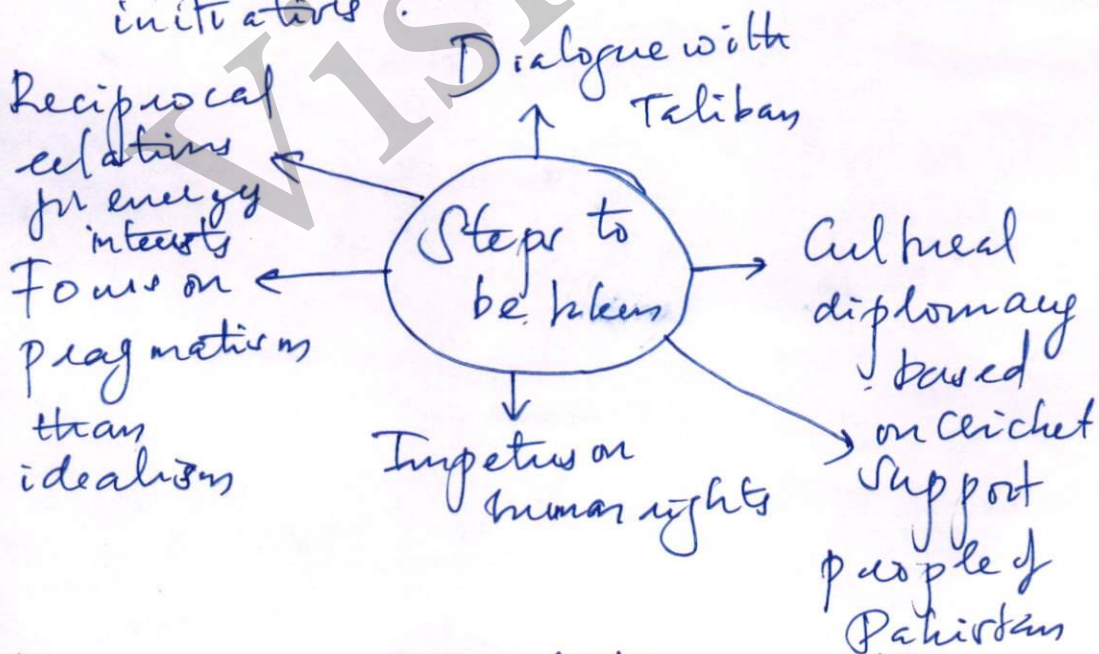 initiatives.
Dialogue with
Taliban
Reciprocal
relations
for energy
interests
Focus on
pragmatism
than
idealism
Steps to
be taken
Cultural
diplomacy
based
on cricket
Support
people of
Pakistan
Impetus on
human rights